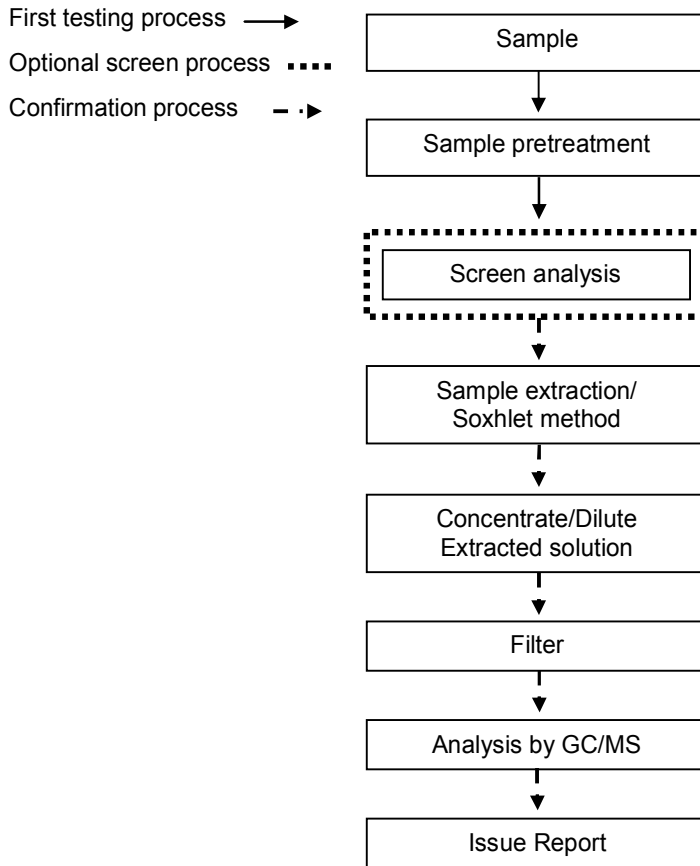 First testing process
Optional screen process
Confirmation process
Sample
Sample pretreatment
Screen analysis
Sample extraction/
Soxhlet method
Concentrate/Dilute
Extracted solution
Filter
Analysis by GC/MS
Issue Report